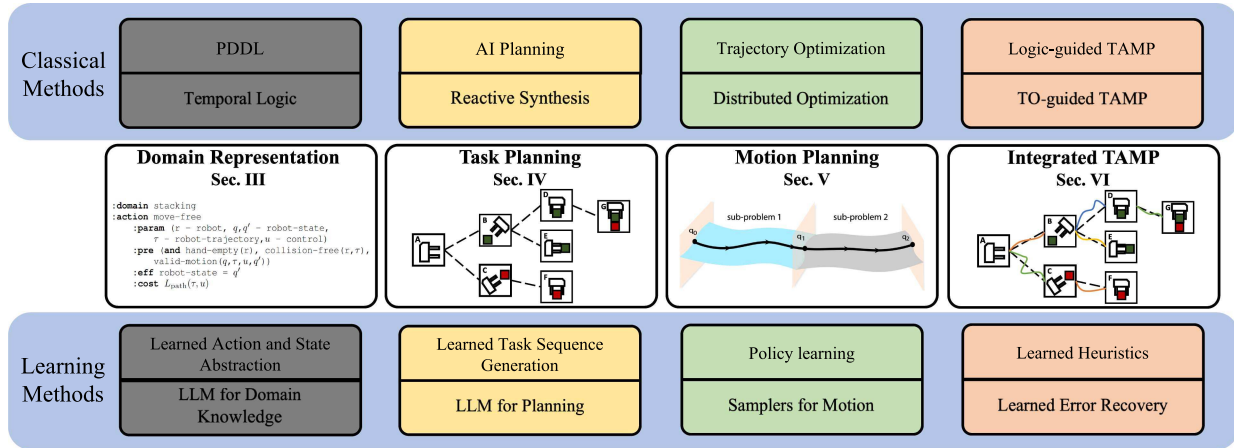 Classical
Methods
PDDL
Temporal Logic
AI Planning
Reactive Synthesis
Trajectory Optimization
Distributed Optimization
Logic-guided TAMP
TO-guided TAMP
Domain Representation
Sec. III
:domain stacking
:action move-free
:param (r – robot, q,q′ – robot-state,
τ – robot-trajectory,u – control)
:pre (and hand-empty(r), collision-free(r,τ),
valid-motion(q,τ,u,q′))
:eff robot-state = q′
:cost Lpath(τ,u)
Task Planning
Sec. IV
A
B
C
D
E
F
G
Motion Planning
Sec. V
sub-problem 1
sub-problem 2
q0
q1
q2
Integrated TAMP
Sec. VI
A
B
C
D
E
F
G
Learning
Methods
Learned Action and State
Abstraction
LLM for Domain
Knowledge
Learned Task Sequence
Generation
LLM for Planning
Policy learning
Samplers for Motion
Learned Heuristics
Learned Error Recovery